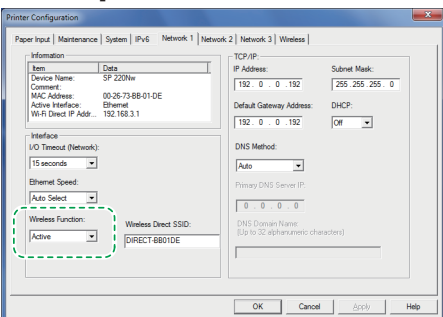 Printer Configuration
Paper Input | Maintenance | System | IPv6 | Network 1 | Network 2 | Network 3 | Wireless
Information
Item Data
Device Name: SP 220Nw
Comment:
MAC Address: 00-26-73-BB-01-DE
Active Interface: Ethernet
Wi-Fi Direct IP Addr... 192.168.3.1
Interface
I/O Timeout (Network):
15 seconds
Ethernet Speed:
Auto Select
Wireless Function:
Active
Wireless Direct SSID:
DIRECT-BB01DE
TCP/IP:
IP Address: Subnet Mask:
192 . 0 . 0 .192 255 .255 .255 . 0
Default Gateway Address: DHCP:
192 . 0 . 0 .192 Off
DNS Method:
Auto
Primary DNS Server IP:
0 . 0 . 0 . 0
DNS Domain Name:
(Up to 32 alphanumeric characters)
OK Cancel Apply Help